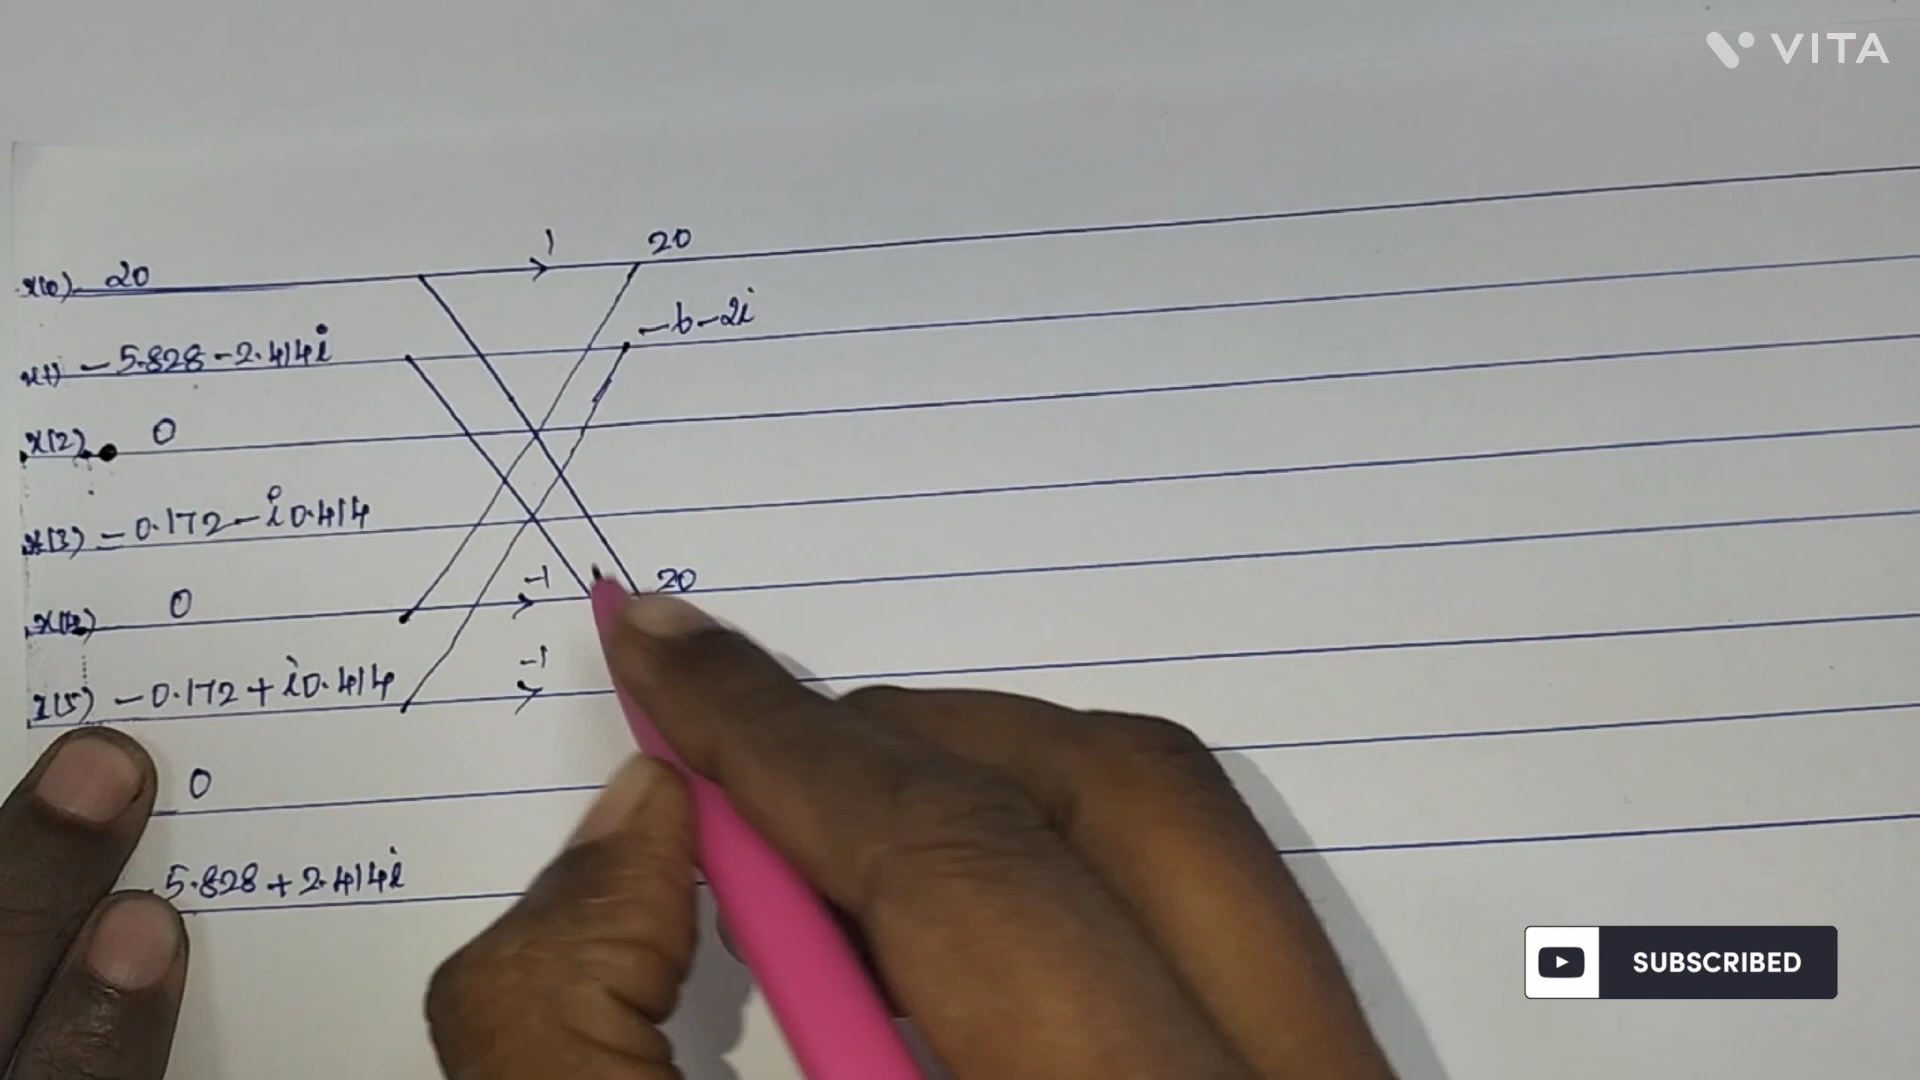 VITA
1 20
x(0) 20
-6-2i
x(1) -5.828-2.414i
x(2) 0
x(3) -0.172-i0.414
-1 20
0
-1
x(5) -0.172+i0.414
0
5.828+2.414i
SUBSCRIBED